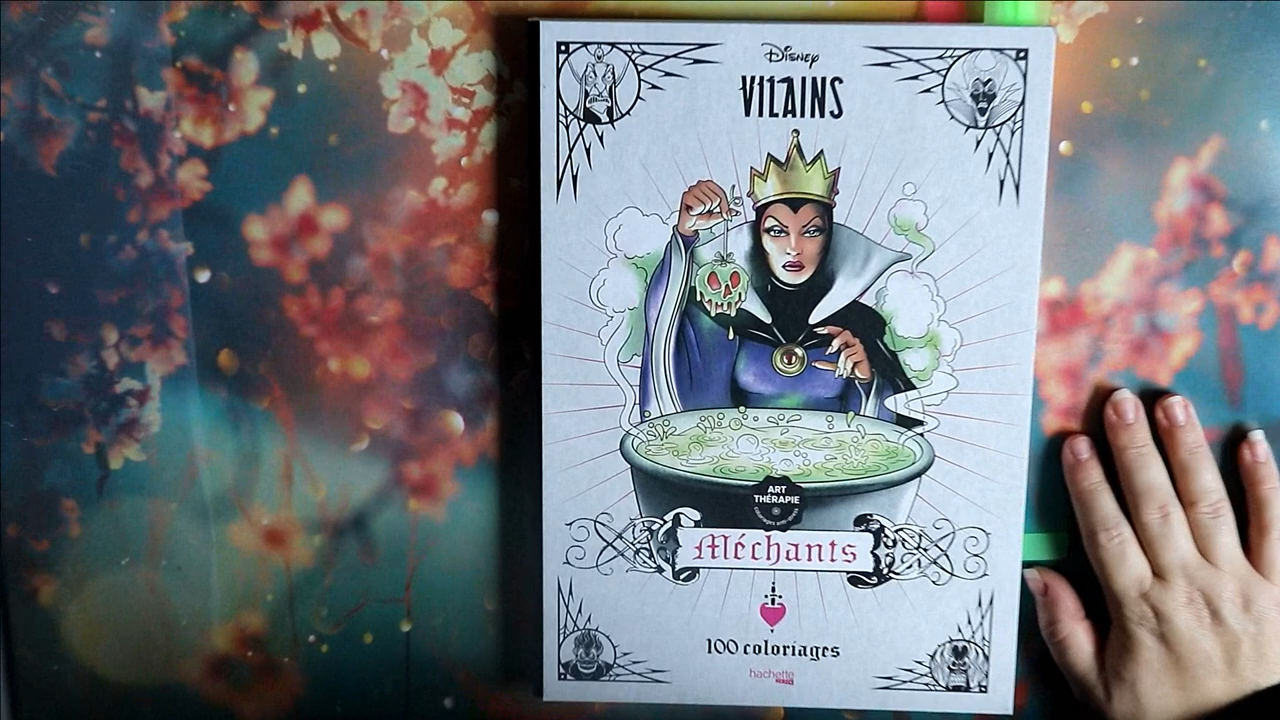 Disney
VILAINS
ART
THÉRAPIE
Méchants
100 coloriages
hachette